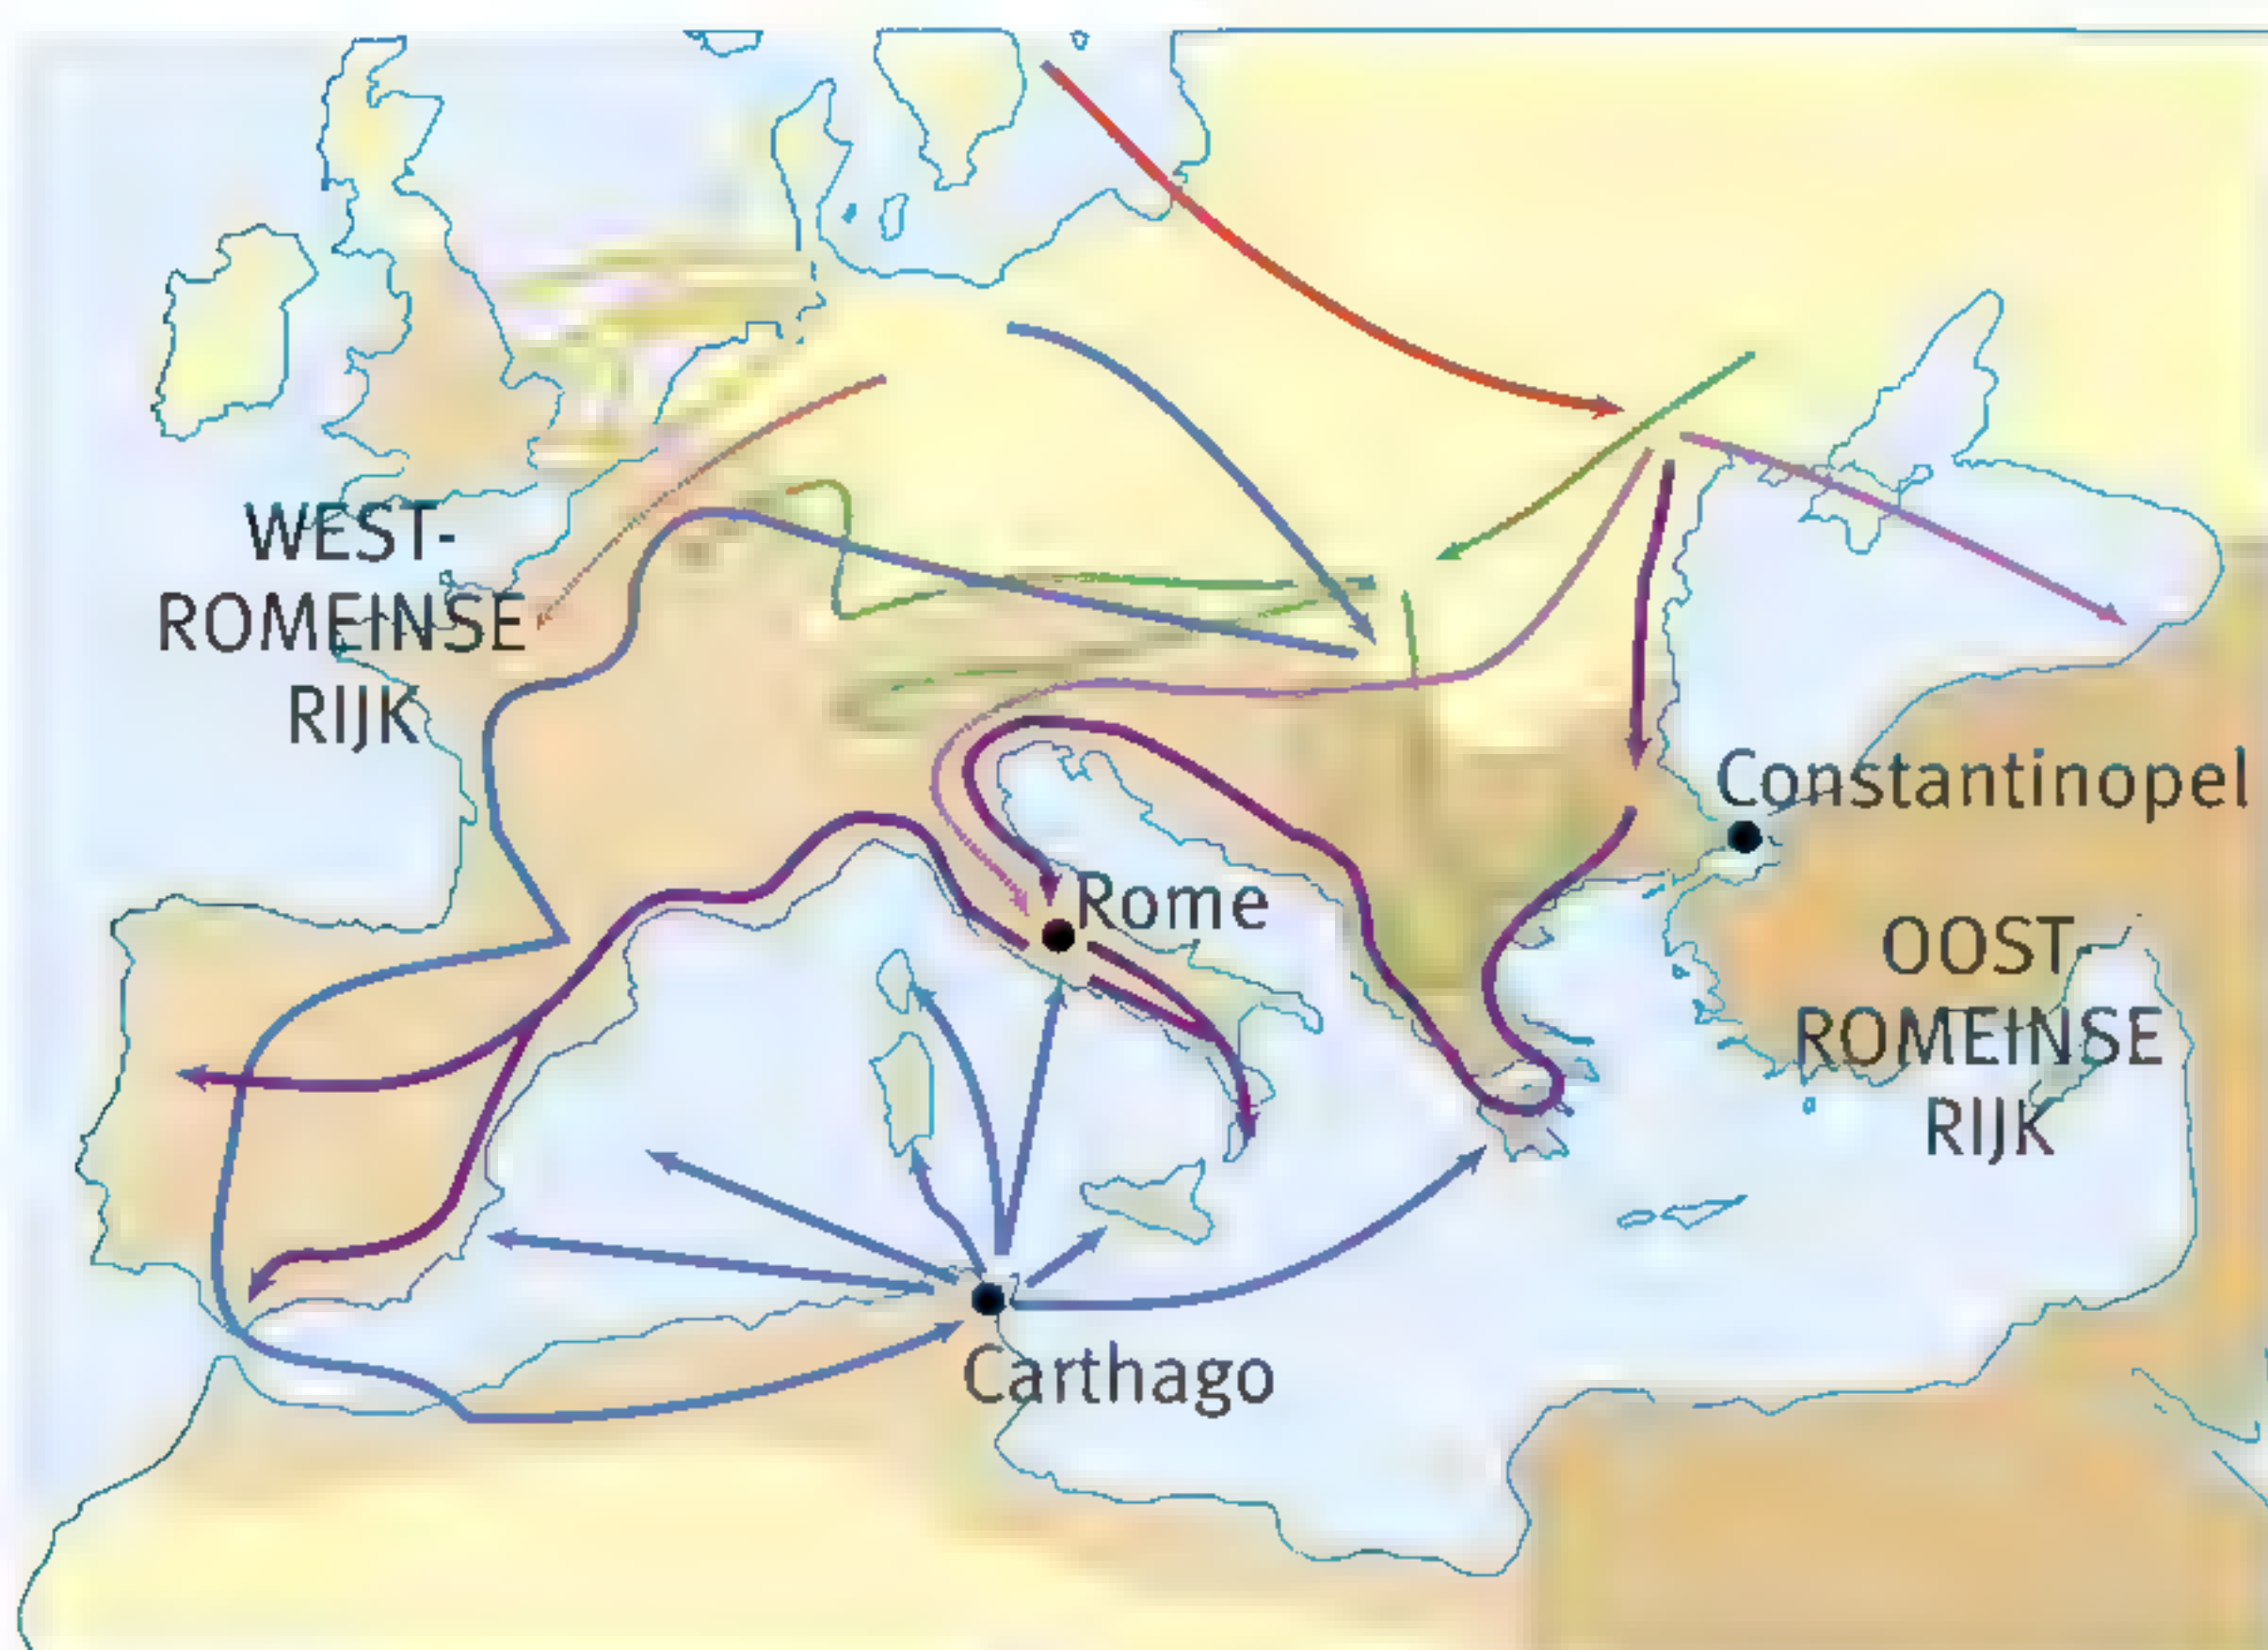 WEST-
ROMEINSE
RIJK
Constantinopel
Rome
OOST
ROMEINSE
RIJK
Carthago